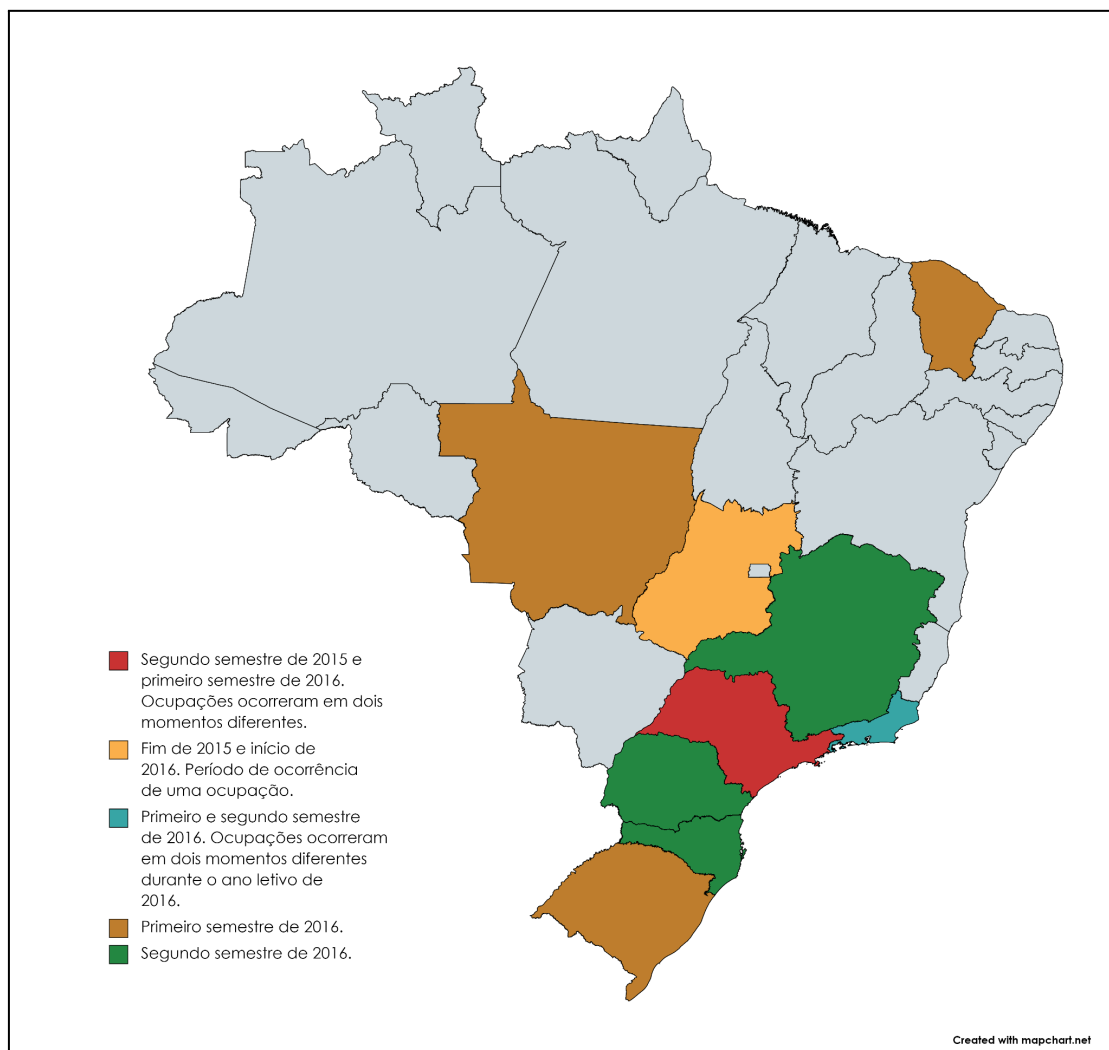 Segundo semestre de 2015 e
primeiro semestre de 2016.
Ocupações ocorreram em dois
momentos diferentes.
Fim de 2015 e início de
2016. Período de ocorrência
de uma ocupação.
Primeiro e segundo semestre
de 2016. Ocupações ocorreram
em dois momentos diferentes
durante o ano letivo de
2016.
Primeiro semestre de 2016.
Segundo semestre de 2016.
Created with mapchart.net